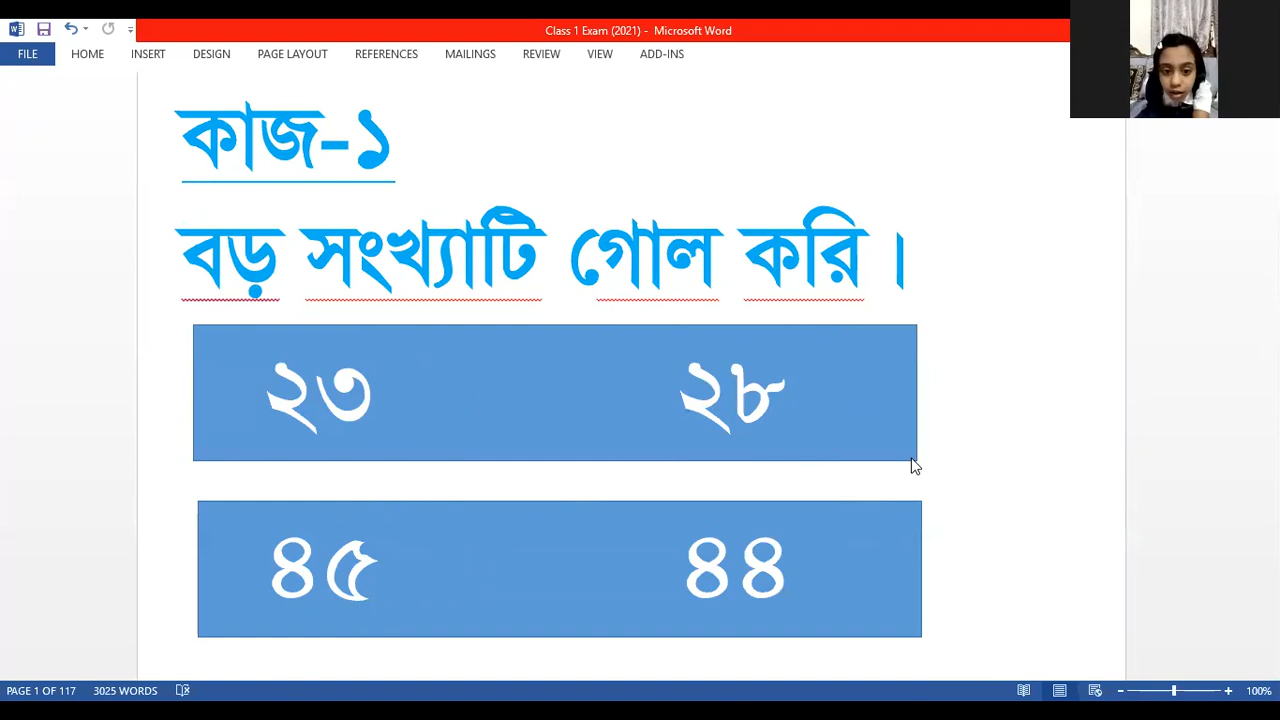 Class 1 Exam (2021) - Microsoft Word
FILE HOME INSERT DESIGN PAGE LAYOUT REFERENCES MAILINGS REVIEW VIEW ADD-INS
কাজ-১
বড় সংখ্যাটি গোল করি ।
২৩ ২৮
৪৫ ৪৪
PAGE 1 OF 117 3025 WORDS 100%